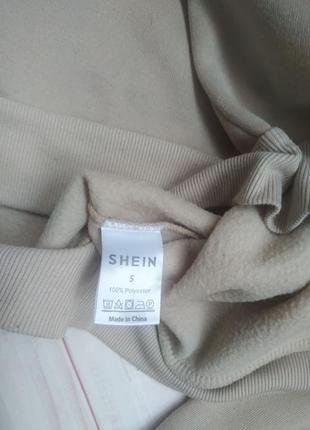 SHEIN
S
100% Polyester
Made In China